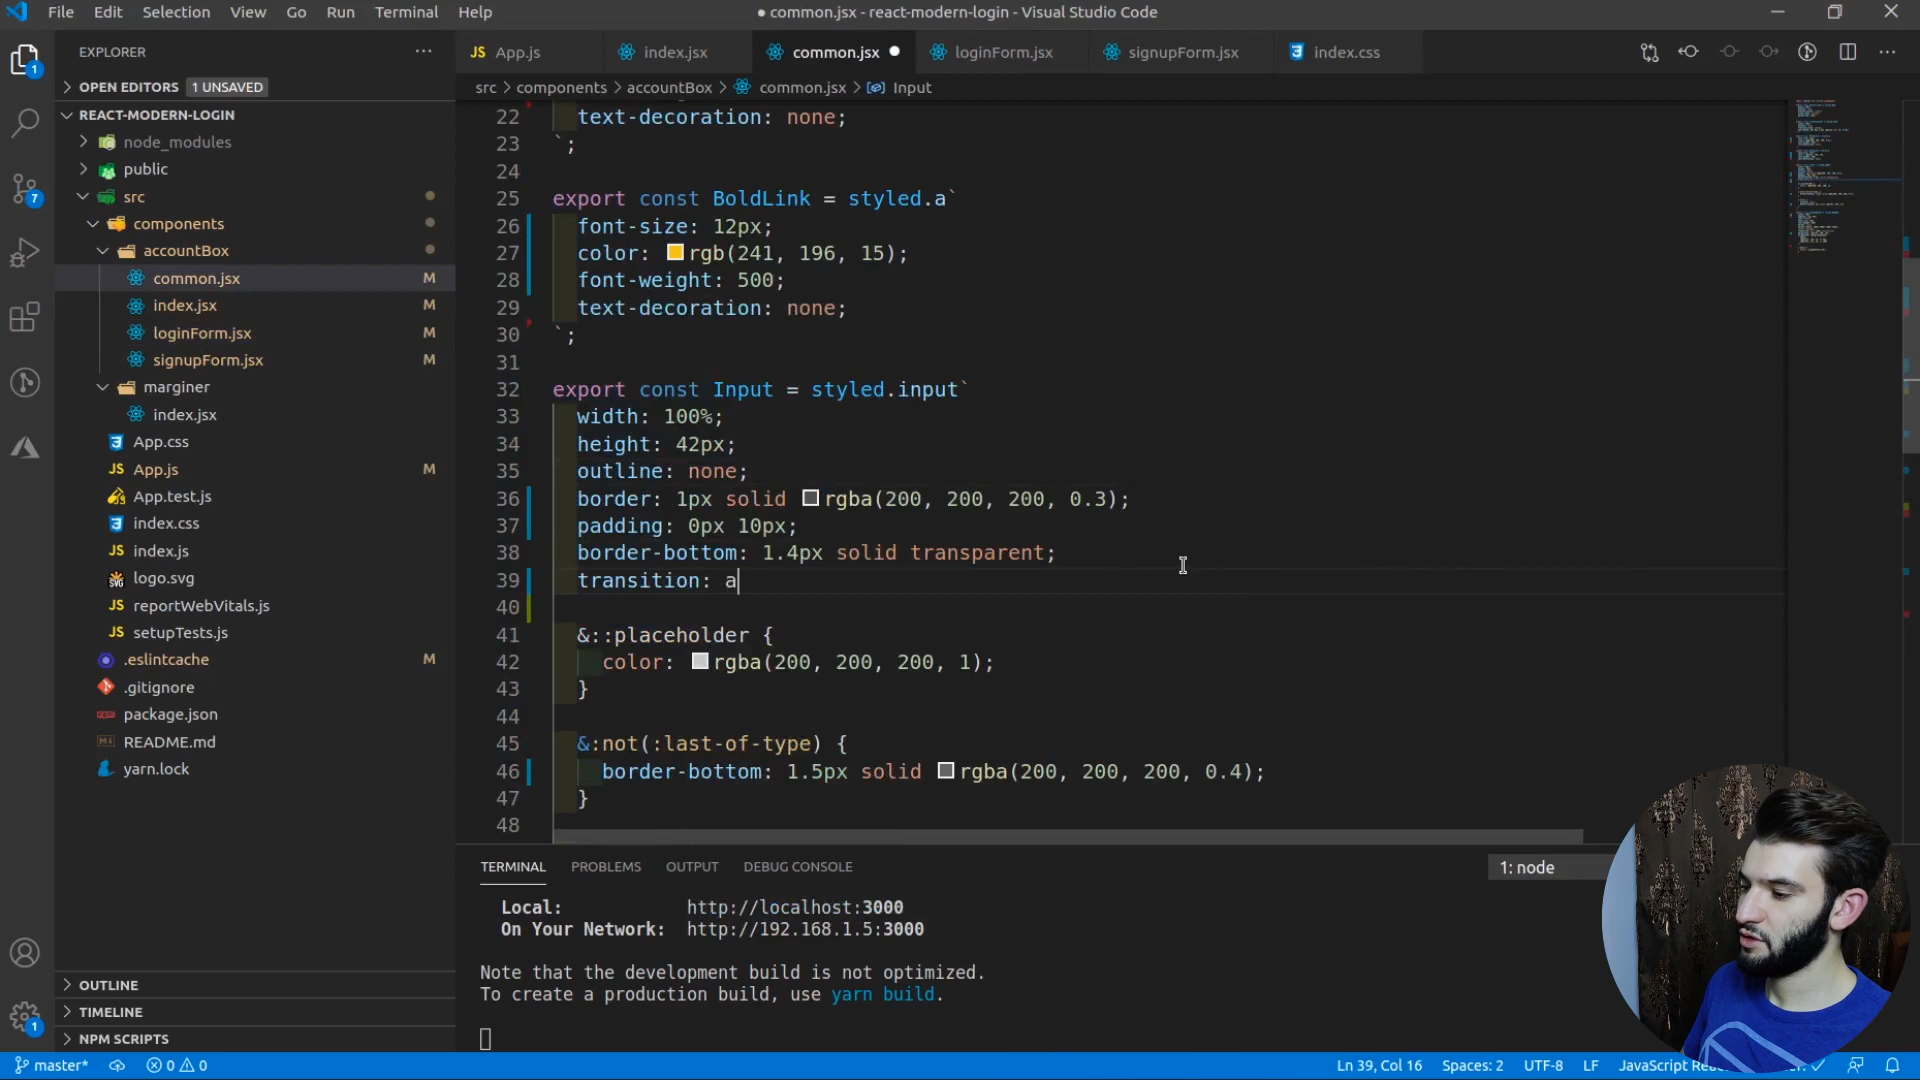 File Edit Selection View Go Run Terminal Help
● common.jsx - react-modern-login - Visual Studio Code
EXPLORER
OPEN EDITORS 1 UNSAVED
REACT-MODERN-LOGIN
node_modules
public
src
components
accountBox
common.jsx M
index.jsx M
loginForm.jsx M
signupForm.jsx M
marginer
index.jsx
App.css
App.js M
App.test.js
index.css
index.js
logo.svg
reportWebVitals.js
setupTests.js
.eslintcache M
.gitignore
package.json
README.md
yarn.lock
OUTLINE
TIMELINE
NPM SCRIPTS
1
7
1
JS App.js index.jsx common.jsx ● loginForm.jsx signupForm.jsx index.css
src > components > accountBox > common.jsx > Input
22 text-decoration: none;
23 `;
24
25 export const BoldLink = styled.a`
26 font-size: 12px;
27 color: rgb(241, 196, 15);
28 font-weight: 500;
29 text-decoration: none;
30 `;
31
32 export const Input = styled.input`
33 width: 100%;
34 height: 42px;
35 outline: none;
36 border: 1px solid rgba(200, 200, 200, 0.3);
37 padding: 0px 10px;
38 border-bottom: 1.4px solid transparent;
39 transition: a
40
41 &::placeholder {
42 color: rgba(200, 200, 200, 1);
43 }
44
45 &:not(:last-of-type) {
46 border-bottom: 1.5px solid rgba(200, 200, 200, 0.4);
47 }
48
TERMINAL PROBLEMS OUTPUT DEBUG CONSOLE 1: node
Local: http://localhost:3000
On Your Network: http://192.168.1.5:3000
Note that the development build is not optimized.
To create a production build, use yarn build.
master* 0 0 Ln 39, Col 16 Spaces: 2 UTF-8 LF JavaScript